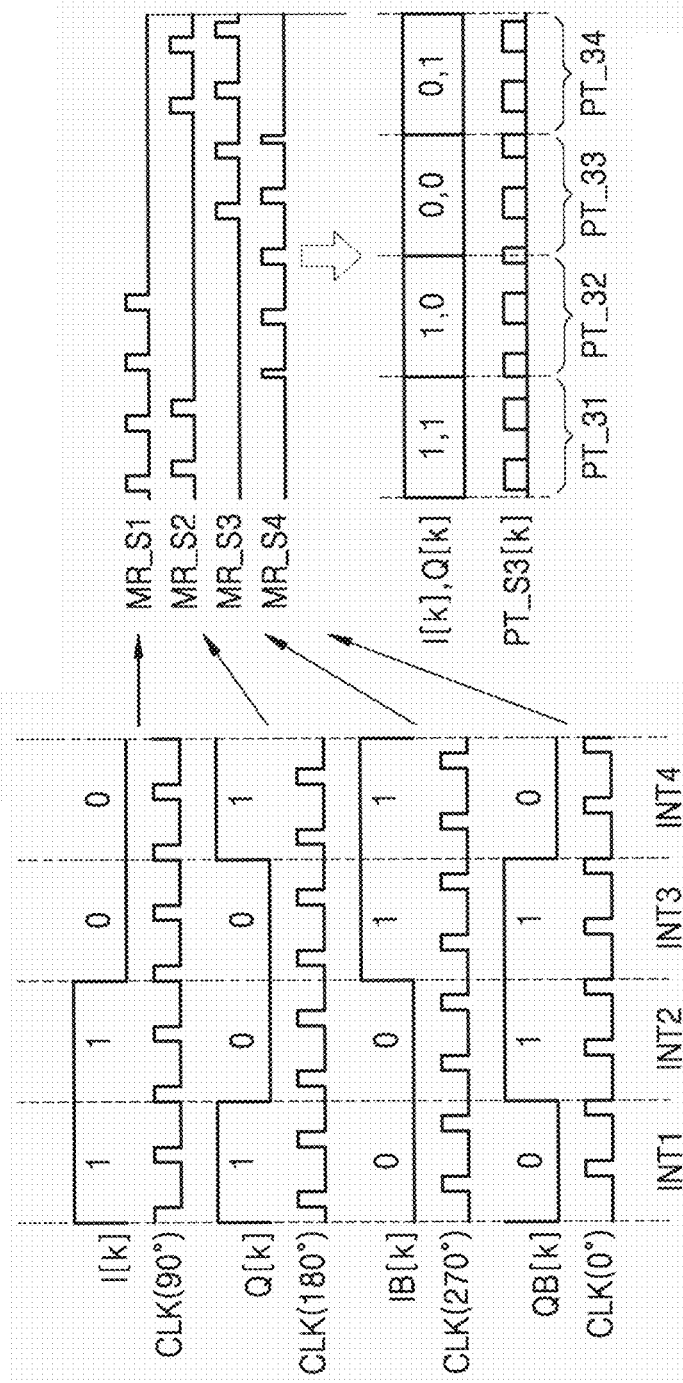 I[k]
1
1
0
0
CLK(90°)
Q[k]
1
0
0
1
CLK(180°)
IB[k]
0
0
1
1
CLK(270°)
QB[k]
0
1
1
0
CLK(0°)
INT1
INT2
INT3
INT4
MR_S1
MR_S2
MR_S3
MR_S4
I[k],Q[k]
1,1
1,0
0,0
0,1
PT_S3[k]
PT_31
PT_32
PT_33
PT_34